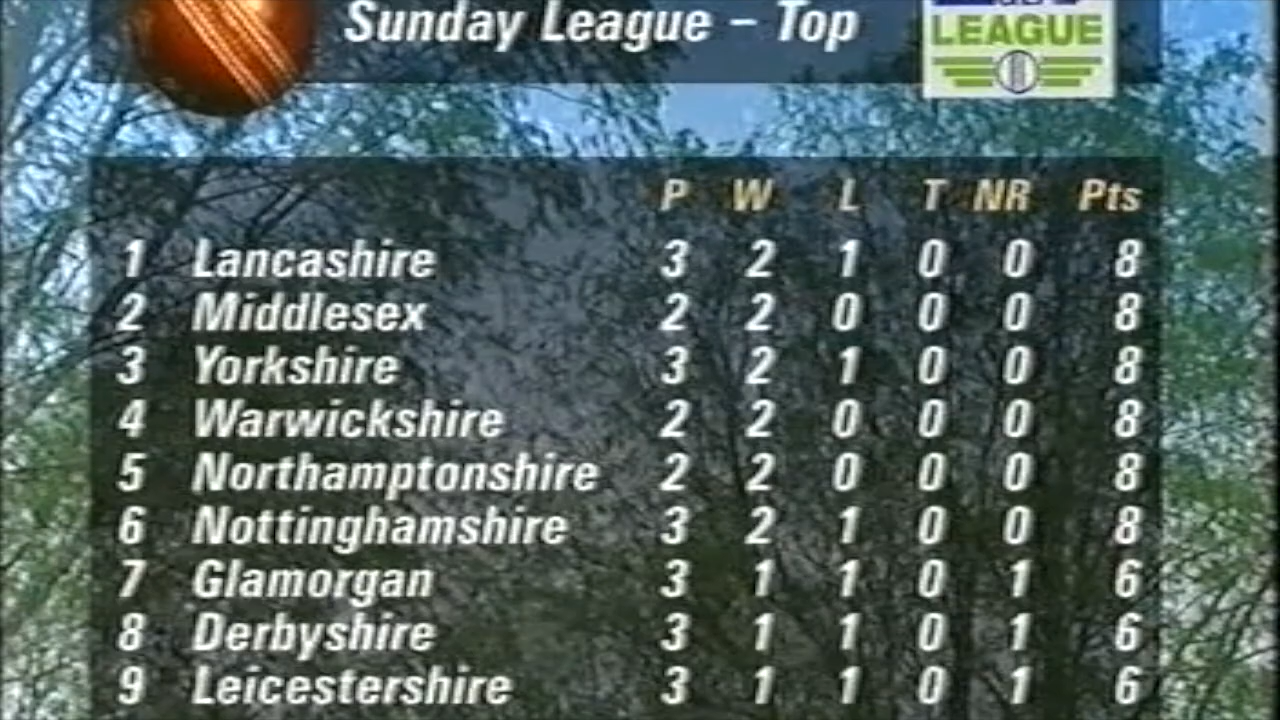 Sunday League - Top
LEAGUE
P W L T NR Pts
1 Lancashire 3 2 1 0 0 8
2 Middlesex 2 2 0 0 0 8
3 Yorkshire 3 2 1 0 0 8
4 Warwickshire 2 2 0 0 0 8
5 Northamptonshire 2 2 0 0 0 8
6 Nottinghamshire 3 2 1 0 0 8
7 Glamorgan 3 1 1 0 1 6
8 Derbyshire 3 1 1 0 1 6
9 Leicestershire 3 1 1 0 1 6